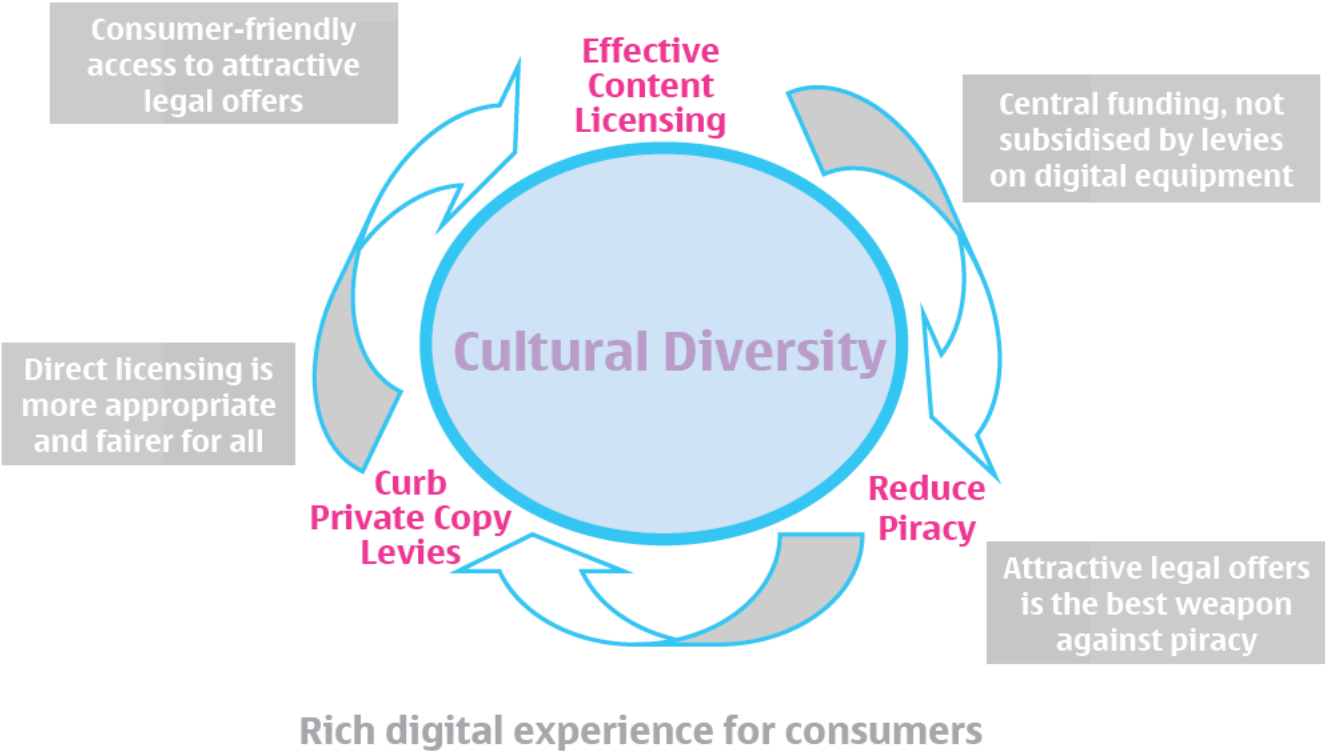 Consumer-friendly
access to attractive
legal offers
Effective
Content
Licensing
Central funding, not
subsidised by levies
on digital equipment
Cultural Diversity
Direct licensing is
more appropriate
and fairer for all
Curb
Private Copy
Levies
Reduce
Piracy
Attractive legal offers
is the best weapon
against piracy
Rich digital experience for consumers